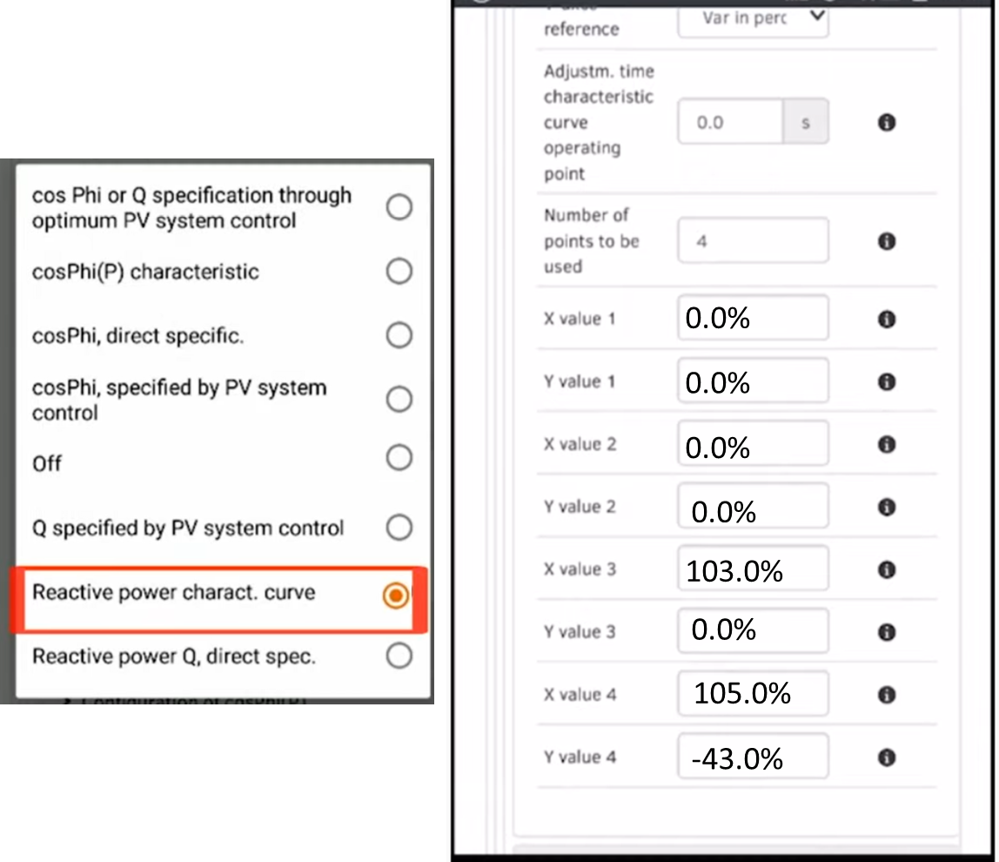 cos Phi or Q specification through
optimum PV system control
cosPhi(P) characteristic
cosPhi, direct specific.
cosPhi, specified by PV system
control
Off
Q specified by PV system control
Reactive power charact. curve
Reactive power Q, direct spec.
reference
Var in perc
Adjustm. time
characteristic
curve
operating
point
0.0 s
Number of
points to be
used
4
X value 1 0.0%
Y value 1 0.0%
X value 2 0.0%
Y value 2 0.0%
X value 3 103.0%
Y value 3 0.0%
X value 4 105.0%
Y value 4 -43.0%